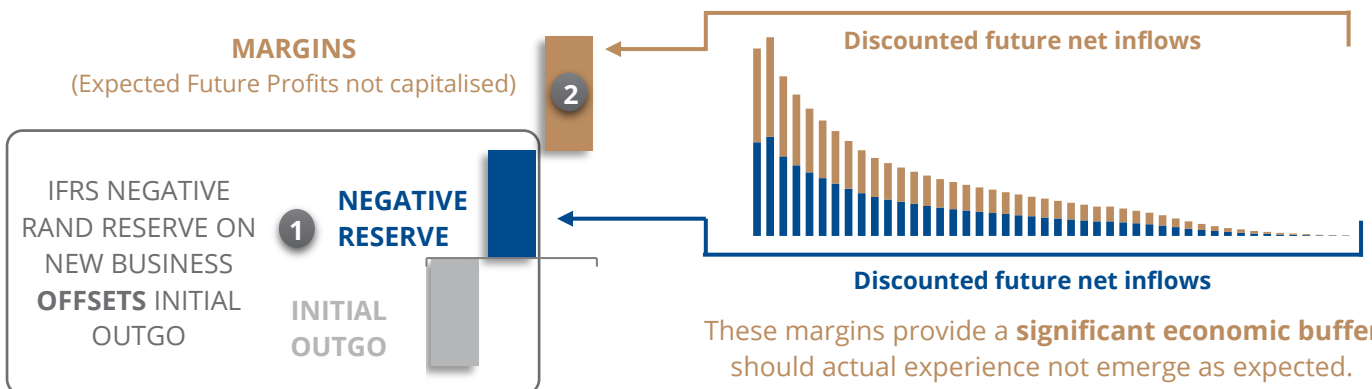 MARGINS
(Expected Future Profits not capitalised)
2
Discounted future net inflows
IFRS NEGATIVE
RAND RESERVE ON
NEW BUSINESS
OFFSETS INITIAL
OUTGO
1
NEGATIVE
RESERVE
INITIAL
OUTGO
Discounted future net inflows
These margins provide a significant economic buffer
should actual experience not emerge as expected.